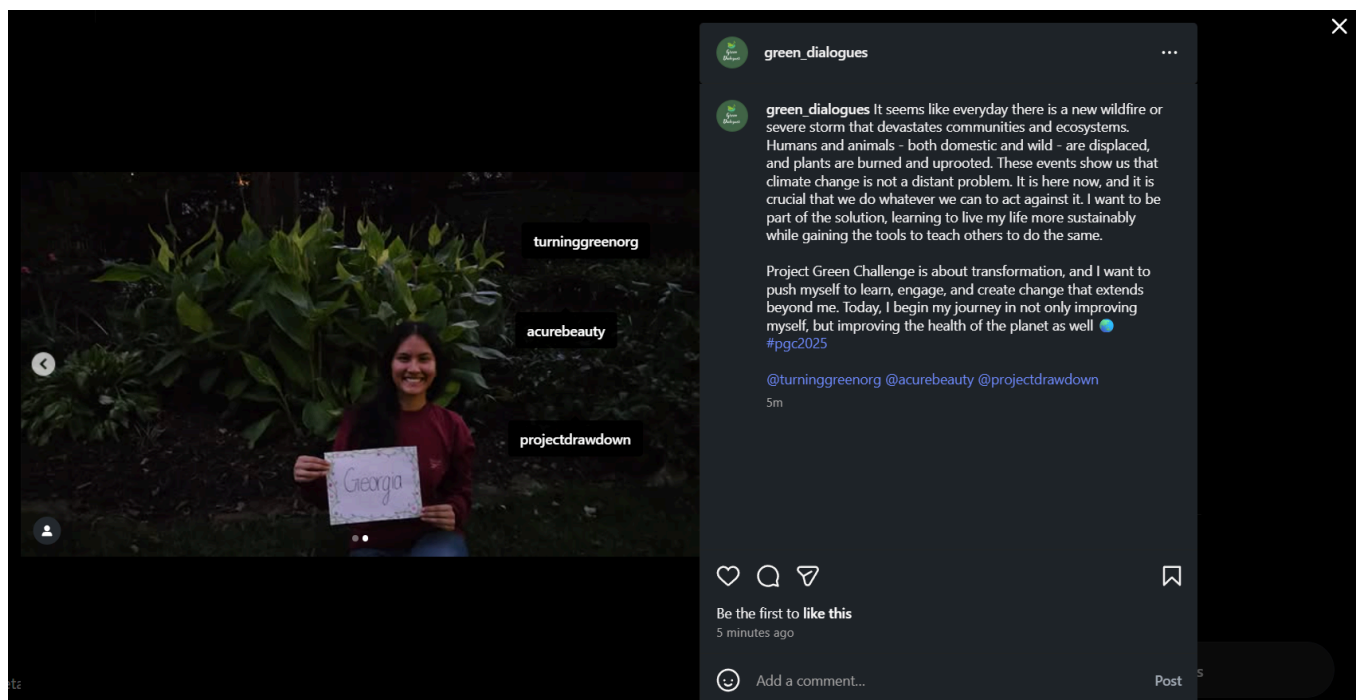 green_dialogues
green_dialogues It seems like everyday there is a new wildfire or
severe storm that devastates communities and ecosystems.
Humans and animals - both domestic and wild - are displaced,
and plants are burned and uprooted. These events show us that
climate change is not a distant problem. It is here now, and it is
crucial that we do whatever we can to act against it. I want to be
part of the solution, learning to live my life more sustainably
while gaining the tools to teach others to do the same.
Project Green Challenge is about transformation, and I want to
push myself to learn, engage, and create change that extends
beyond me. Today, I begin my journey in not only improving
myself, but improving the health of the planet as well 🌏
#pgc2025
@turninggreenorg @acurebeauty @projectdrawdown
5m
turninggreenorg
acurebeauty
projectdrawdown
Georgia
Be the first to like this
5 minutes ago
Add a comment...
Post